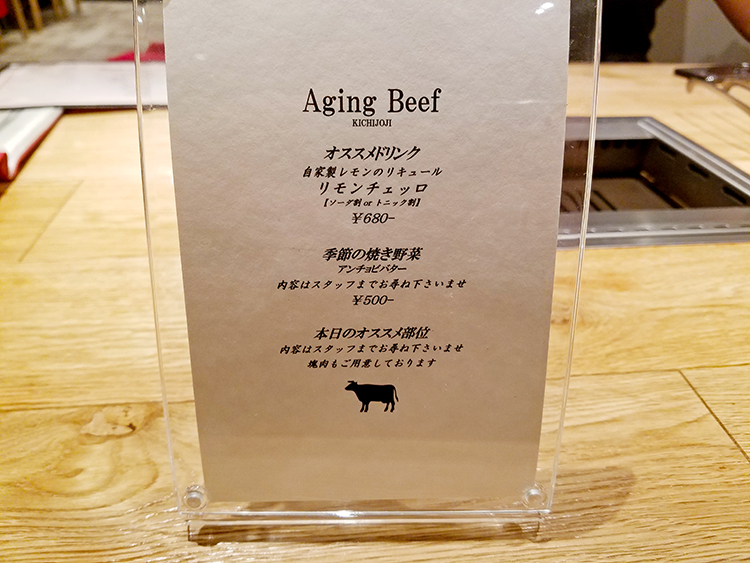 Aging Beef
KICHIJOJI
オススメドリンク
自家製レモンのリキュール
リモンチェッロ
【ソーダ割 or トニック割】
¥680-
季節の焼き野菜
アンチョビバター
内容はスタッフまでお尋ね下さいませ
¥500-
本日のオススメ部位
内容はスタッフまでお尋ね下さいませ
塊肉もご用意しております